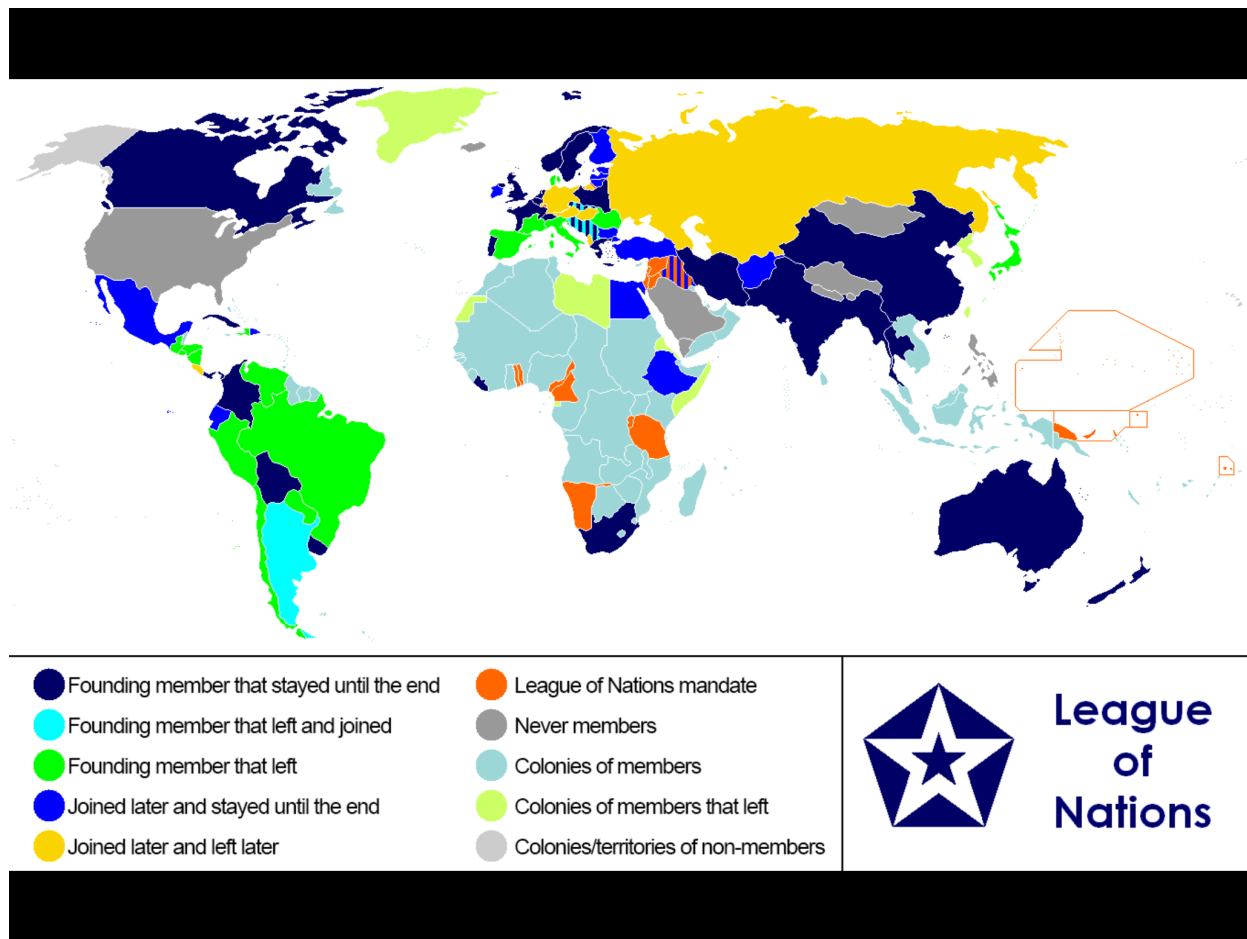 Founding member that stayed until the end
Founding member that left and joined
Founding member that left
Joined later and stayed until the end
Joined later and left later
League of Nations mandate
Never members
Colonies of members
Colonies of members that left
Colonies/territories of non-members
League
of
Nations